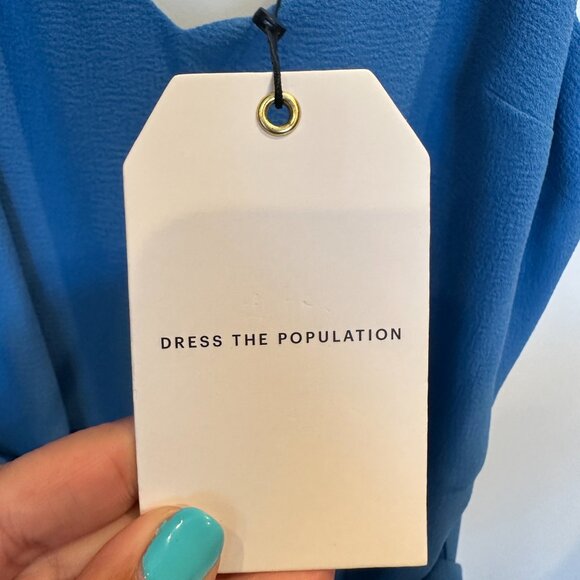 DRESS THE POPULATION